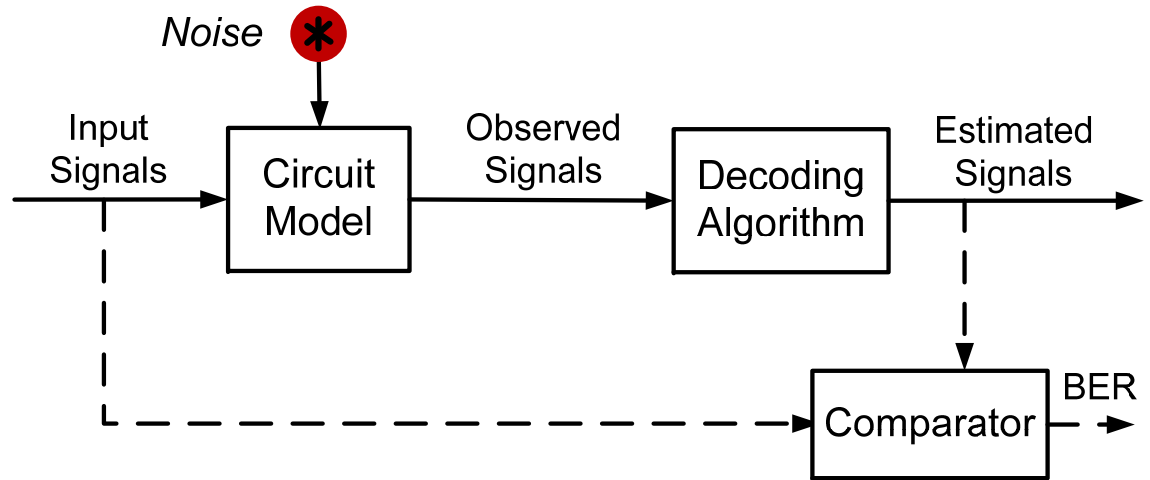 Noise
Input
Signals
Circuit
Model
Observed
Signals
Decoding
Algorithm
Estimated
Signals
Comparator
BER